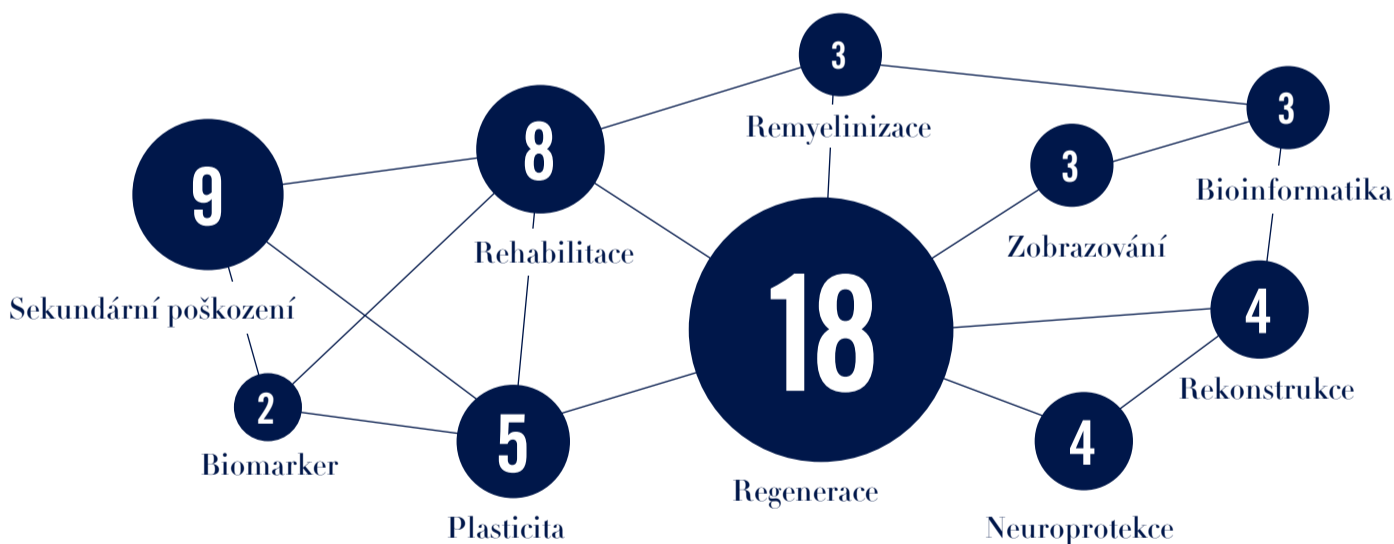 3
Remyelinizace
3
Bioinformatika
8
Rehabilitace
3
Zobrazování
9
Sekundární poškození
18
Regenerace
4
Rekonstrukce
2
Biomarker
5
Plasticita
4
Neuroprotekce